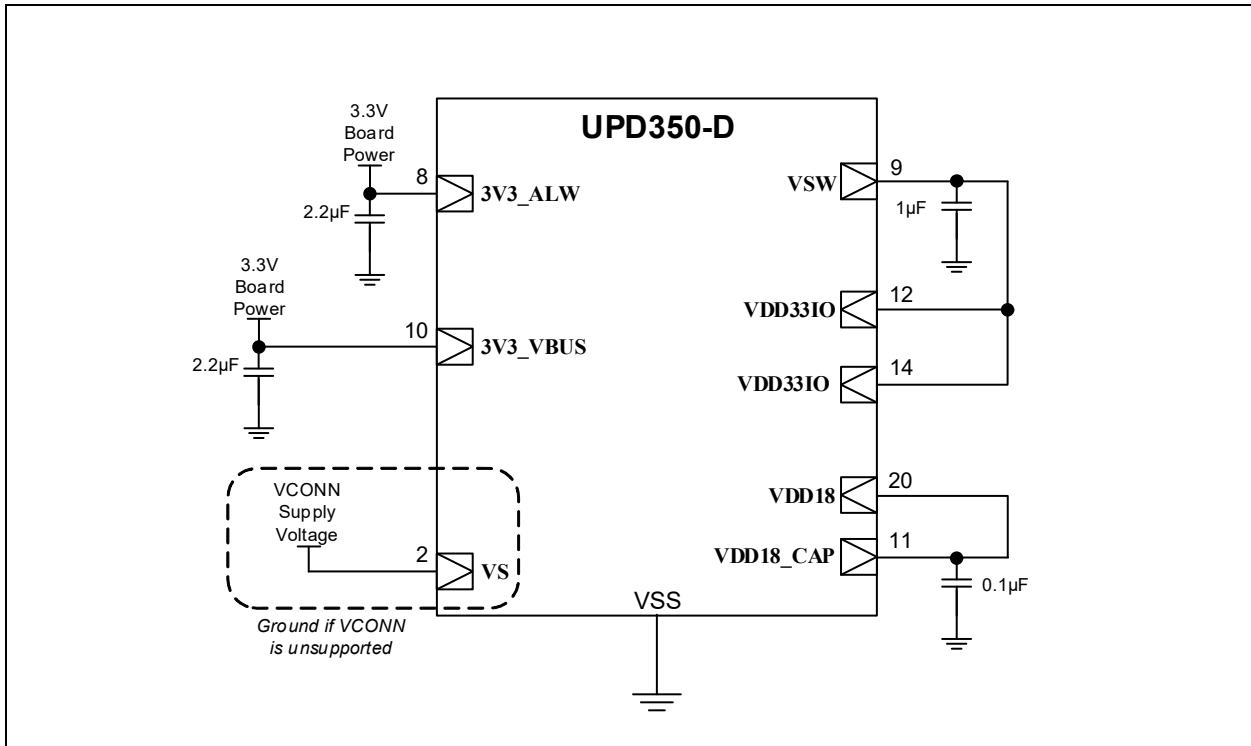 UPD350-D
3.3V
Board
Power
8
3V3_ALW
2.2µF
3.3V
Board
Power
10
3V3_VBUS
2.2µF
VCONN
Supply
Voltage
2
VS
Ground if VCONN
is unsupported
VSS
VSW
9
1µF
VDD33IO
12
VDD33IO
14
VDD18
20
VDD18_CAP
11
0.1µF